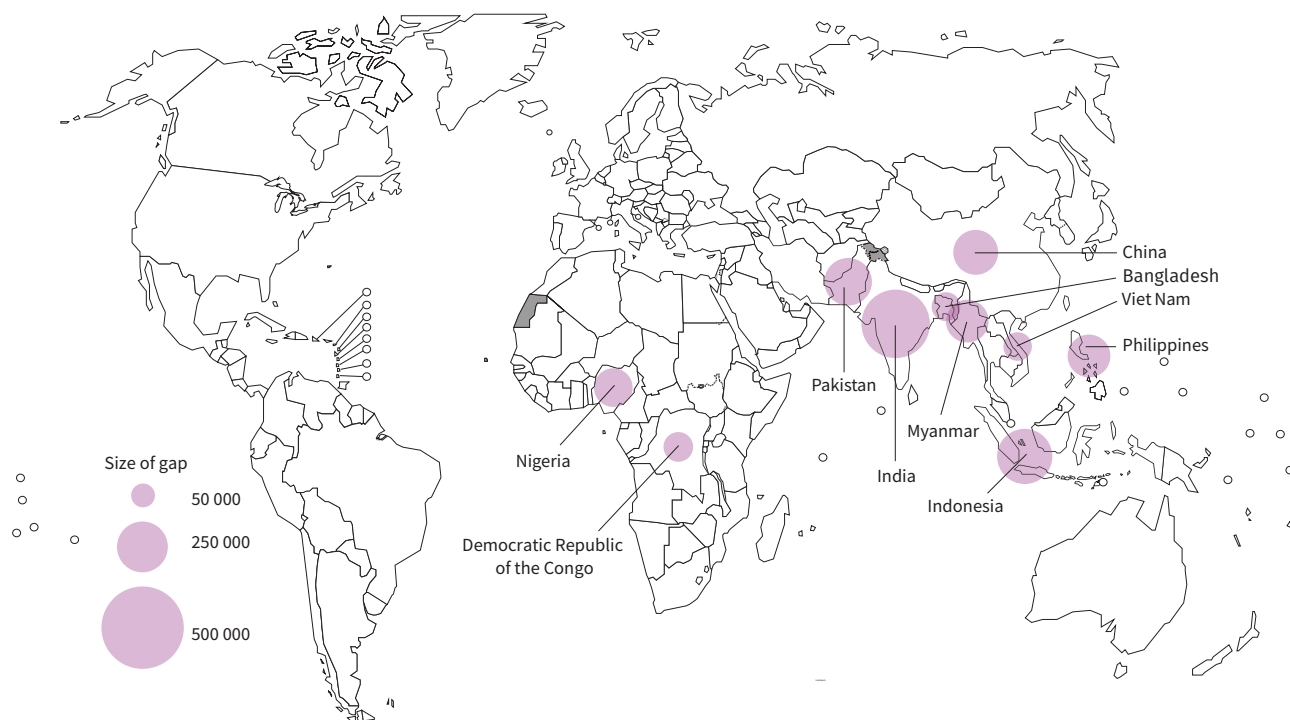 China
Bangladesh
Viet Nam
Philippines
Pakistan
Myanmar
Nigeria
India
Indonesia
Democratic Republic
of the Congo
Size of gap
50 000
250 000
500 000